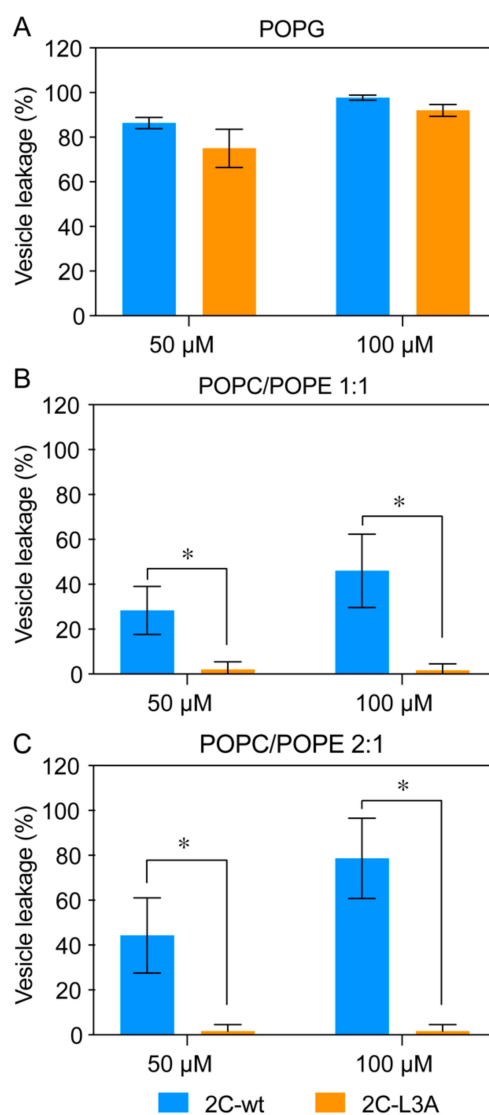 A
POPG
Vesicle leakage (%)
120
100
80
60
40
20
0
50 μM
100 μM
B
POPC/POPE 1:1
Vesicle leakage (%)
120
100
80
60
40
20
0
*
*
50 μM
100 μM
C
POPC/POPE 2:1
Vesicle leakage (%)
120
100
80
60
40
20
0
*
*
50 μM
100 μM
2C-wt
2C-L3A